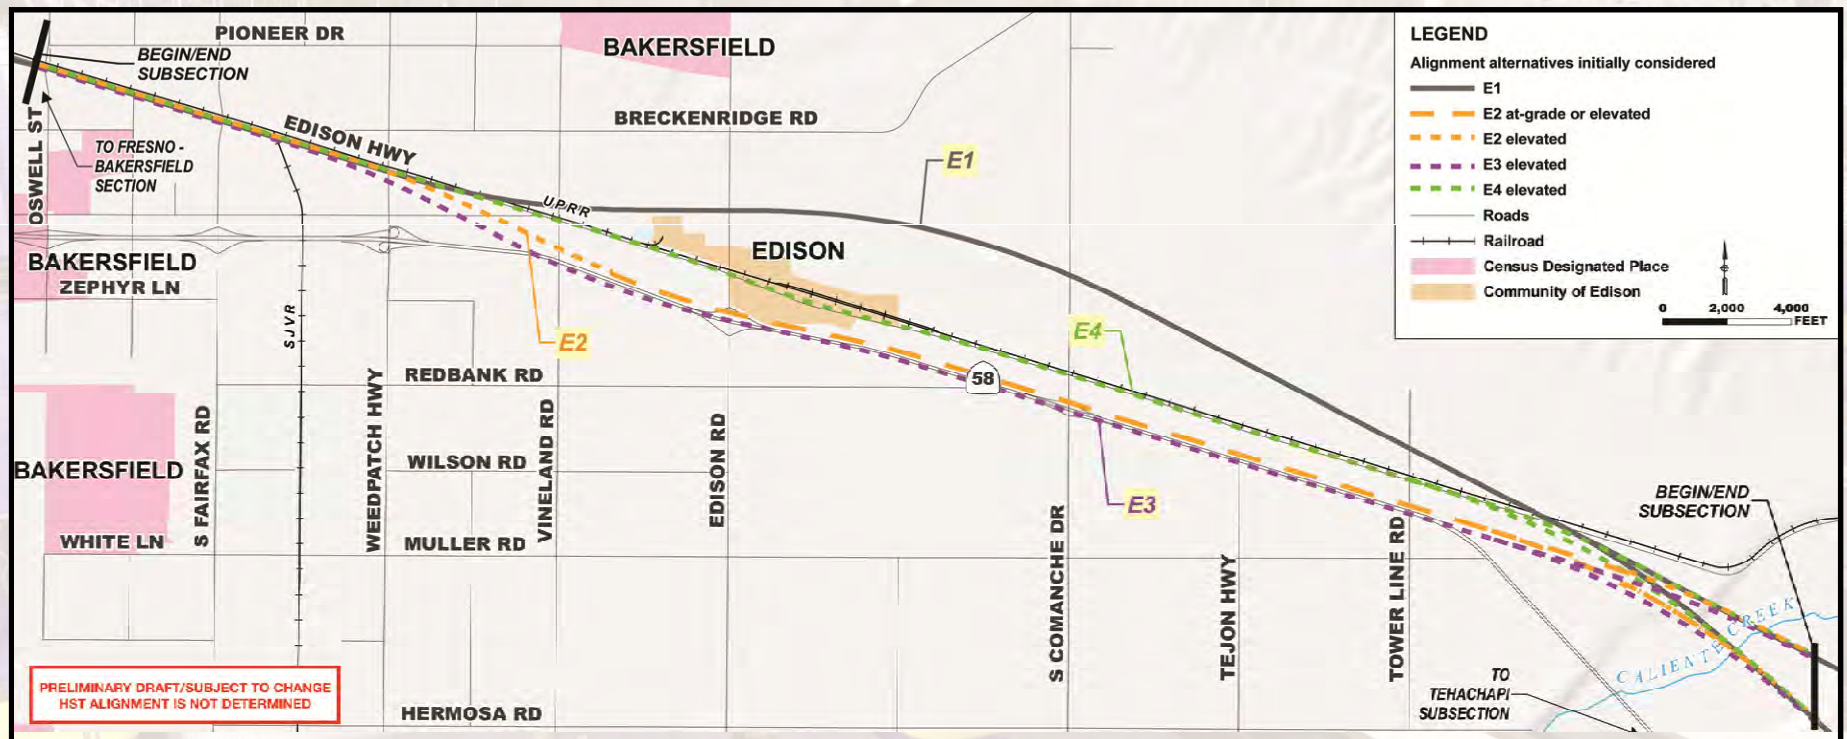 PIONEER DR
BEGIN/END
SUBSECTION
BAKERSFIELD
LEGEND
Alignment alternatives initially considered
E1
E2 at-grade or elevated
E2 elevated
E3 elevated
E4 elevated
Roads
Railroad
Census Designated Place
Community of Edison
0 2,000 4,000
FEET
OSWELL ST
EDISON HWY
BRECKENRIDGE RD
TO FRESNO -
BAKERSFIELD
SECTION
E1
U.P.R.R
EDISON
BAKERSFIELD
ZEPHYR LN
SJVR
E2
E4
REDBANK RD
58
S FAIRFAX RD
WEEDPATCH HWY
VINELAND RD
EDISON RD
BAKERSFIELD
WILSON RD
E3
BEGIN/END
SUBSECTION
WHITE LN
MULLER RD
S COMANCHE DR
TEJON HWY
TOWER LINE RD
CALIENTE CREEK
TO
TEHACHAPI
SUBSECTION
PRELIMINARY DRAFT/SUBJECT TO CHANGE
HST ALIGNMENT IS NOT DETERMINED
HERMOSA RD